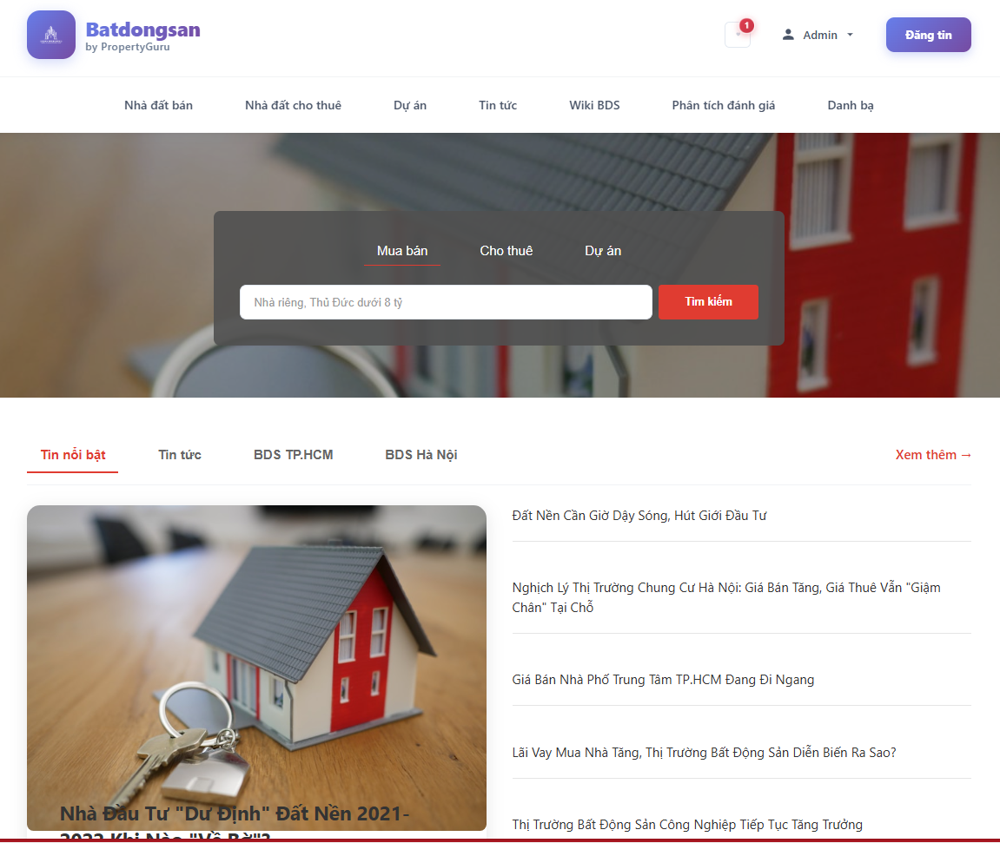 Batdongsan
by PropertyGuru
1
Admin
Đăng tin
Nhà đất bán
Nhà đất cho thuê
Dự án
Tin tức
Wiki BDS
Phân tích đánh giá
Danh bạ
Mua bán
Cho thuê
Dự án
Nhà riêng, Thủ Đức dưới 8 tỷ
Tìm kiếm
Tin nổi bật
Tin tức
BDS TP.HCM
BDS Hà Nội
Xem thêm →
Nhà Đầu Tư "Dư Định" Đất Nền 2021-
2022 Khi Nào "Về Bờ"?
Đất Nền Cần Giờ Dậy Sóng, Hút Giới Đầu Tư
Nghịch Lý Thị Trường Chung Cư Hà Nội: Giá Bán Tăng, Giá Thuê Vẫn "Giậm
Chân" Tại Chỗ
Giá Bán Nhà Phố Trung Tâm TP.HCM Đang Đi Ngang
Lãi Vay Mua Nhà Tăng, Thị Trường Bất Động Sản Diễn Biến Ra Sao?
Thị Trường Bất Động Sản Công Nghiệp Tiếp Tục Tăng Trưởng